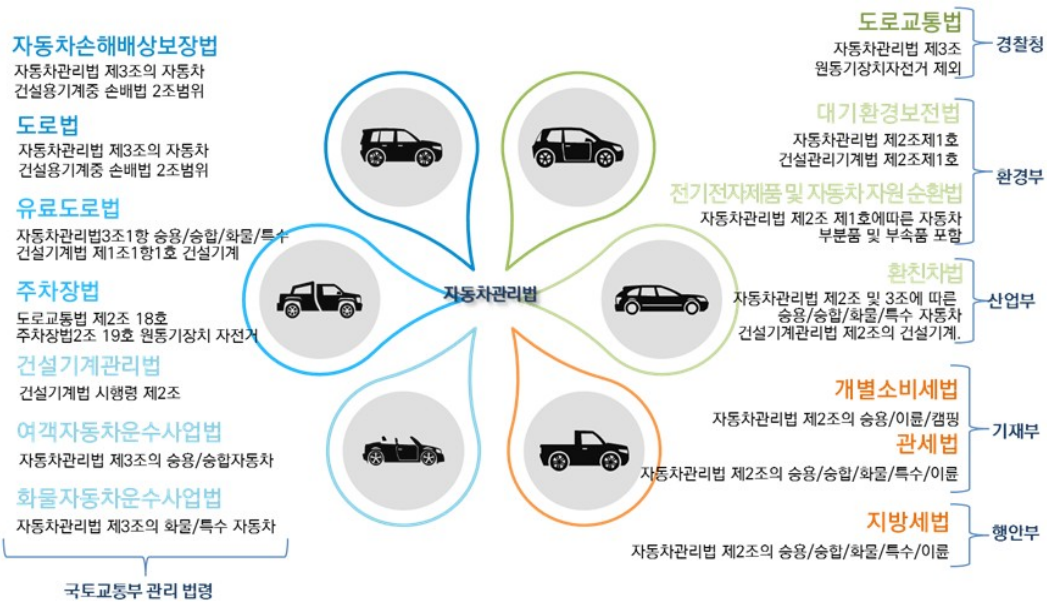 자동차손해배상보장법
자동차관리법 제3조의 자동차
건설용기계중 손배법 2조범위
도로법
자동차관리법 제3조의 자동차
건설용기계중 손배법 2조범위
유료도로법
자동차관리법3조1항 승용/승합/화물/특수
건설기계법 제1조1항1호 건설기계
주차장법
도로교통법 제2조 18호
주차장법2조 19호 원동기장치 자전거
건설기계관리법
건설기계법 시행령 제2조
여객자동차운수사업법
자동차관리법 제3조의 승용/승합자동차
화물자동차운수사업법
자동차관리법 제3조의 화물/특수 자동차
국토교통부 관리 법령
자동차관리법
도로교통법
자동차관리법 제3조
원동기장치자전거 제외
경찰청
대기환경보전법
자동차관리법 제2조제1호
건설관리기계법 제2조제1호
전기전자제품 및 자동차 자원 순환법
자동차관리법 제2조 제1호에따른 자동차
부분품 및 부속품 포함
환경부
환친차법
자동차관리법 제2조 및 3조에 따른
승용/승합/화물/특수 자동차
건설기계관리법 제2조의 건설기계.
산업부
개별소비세법
자동차관리법 제2조의 승용/이륜/캠핑
관세법
자동차관리법 제2조의 승용/승합/화물/특수/이륜
기재부
지방세법
자동차관리법 제2조의 승용/승합/화물/특수/이륜
행안부